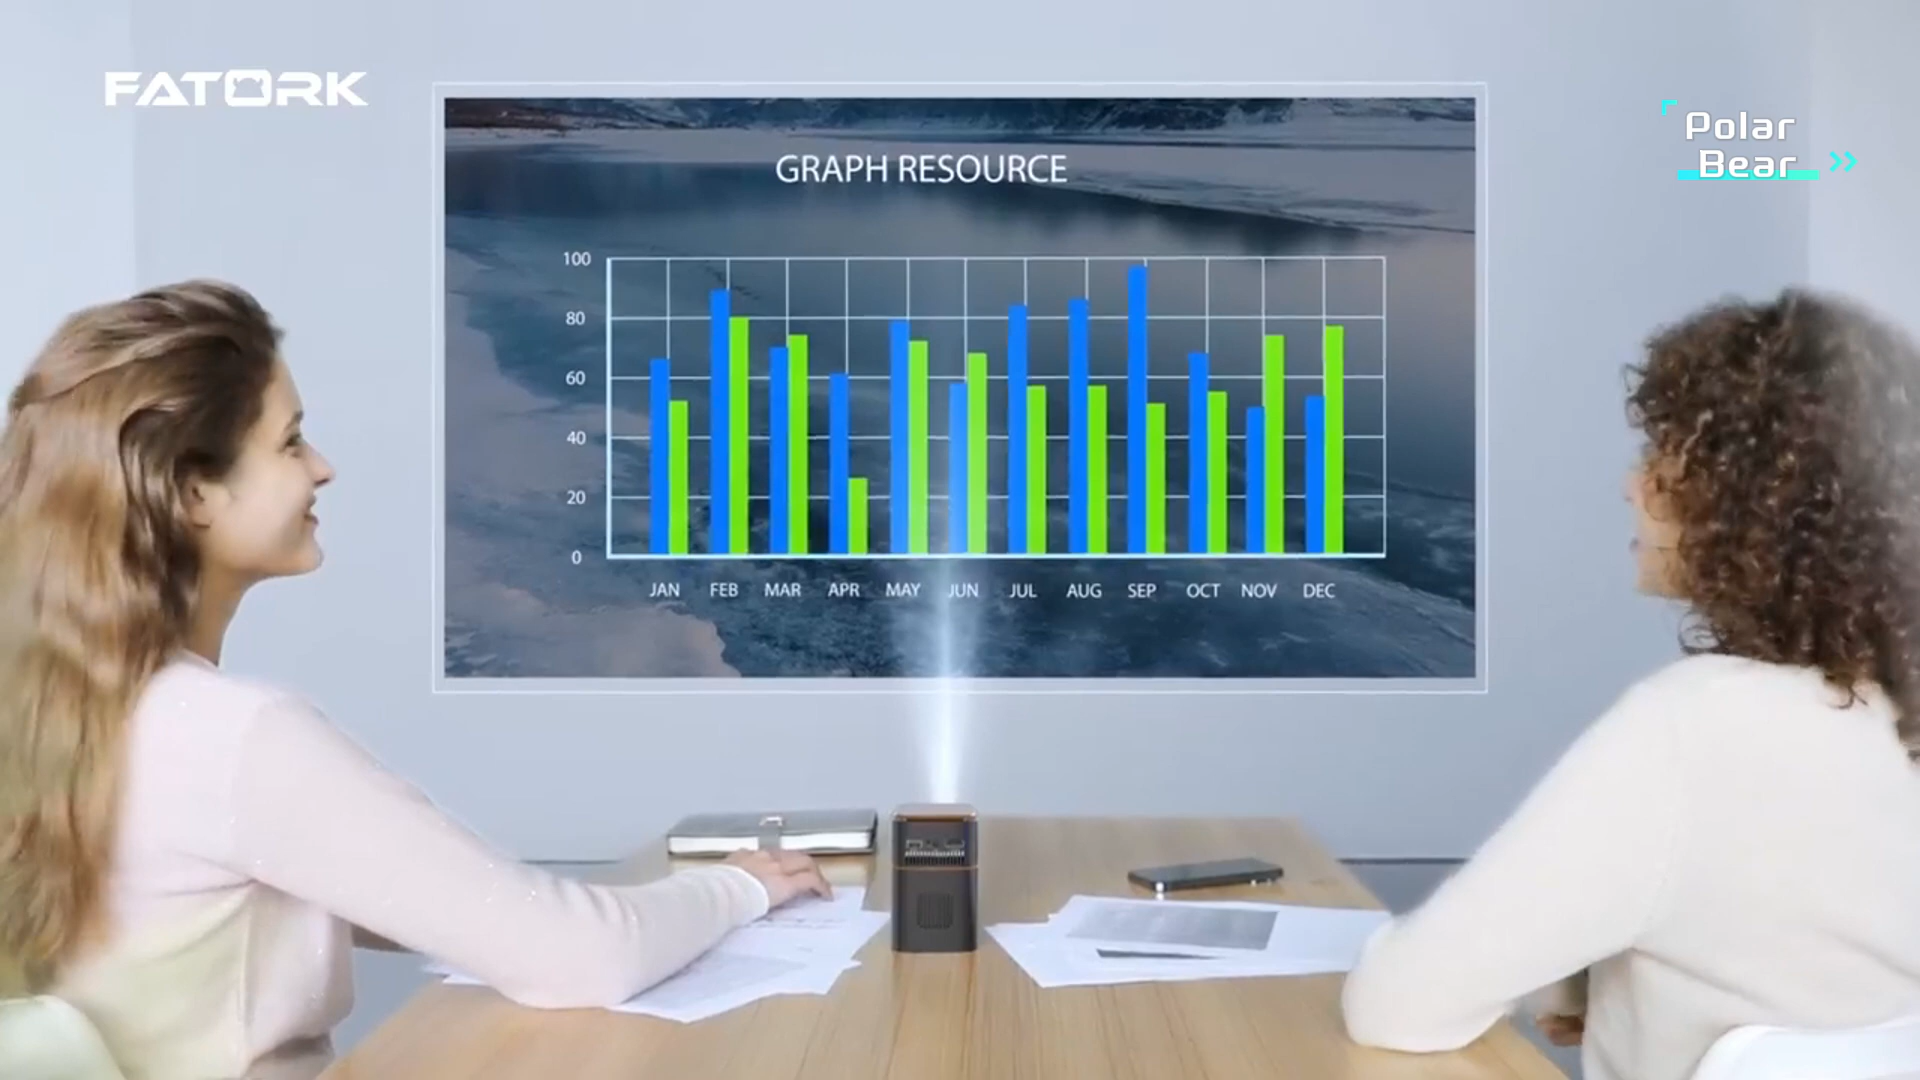 FATORK
Polar
Bear
GRAPH RESOURCE
100
80
60
40
20
0
JAN FEB MAR APR MAY JUN JUL AUG SEP OCT NOV DEC